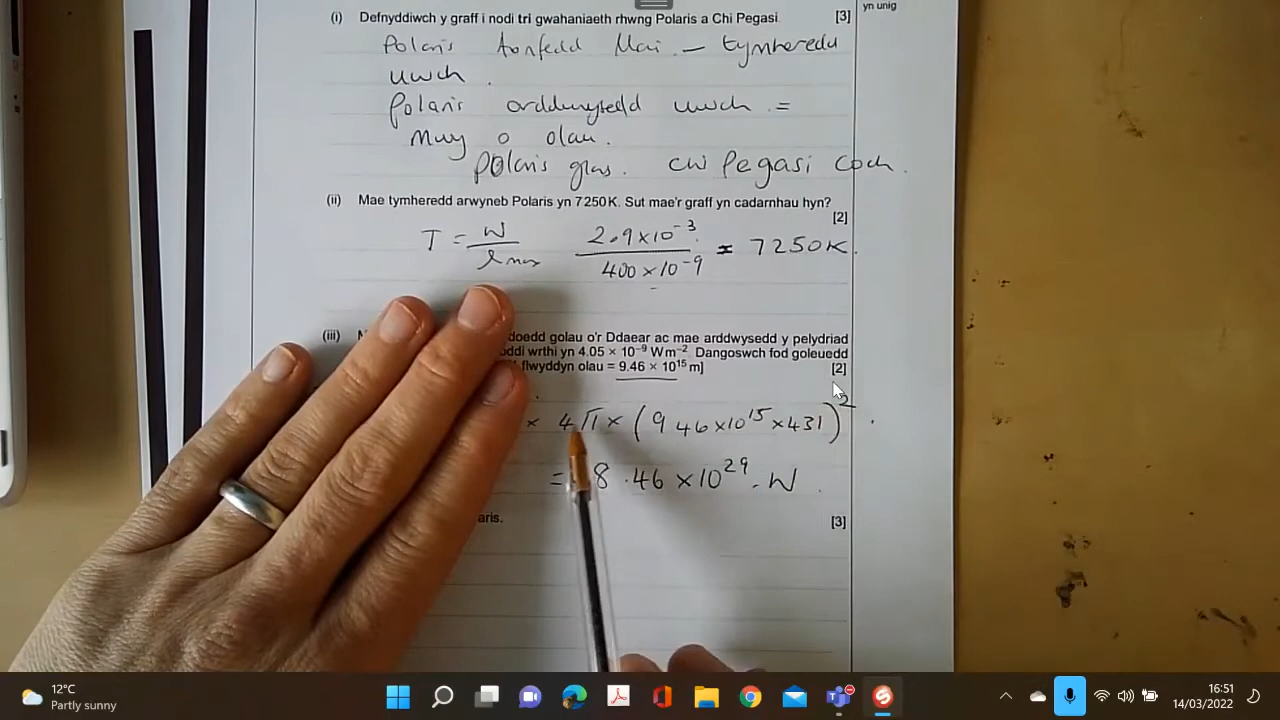 yn unig
(i) Defnyddiwch y graff i nodi tri gwahaniaeth rhwng Polaris a Chi Pegasi. [3]
Polaris tonfedd llai - tymheredd
uwch.
Polaris arddwysedd uwch =
mwy o olau.
Polaris glas. Chi Pegasi Coch.
(ii) Mae tymheredd arwyneb Polaris yn 7250K. Sut mae'r graff yn cadarnhau hyn?
[2]
T = W / λmax 2.9×10⁻³ / 400×10⁻⁹ = 7250K.
(iii) doedd golau o'r Ddaear ac mae arddwysedd y pelydriad
ddi wrthi yn 4.05 × 10⁻⁹ W m⁻² Dangoswch fod goleuedd
flwyddyn olau = 9.46 × 10¹⁵ m] [2]
× 4π × (9.46×10¹⁵ × 431)²
= 8.46 × 10²⁹ W
aris. [3]
12°C
Partly sunny
16:51
14/03/2022